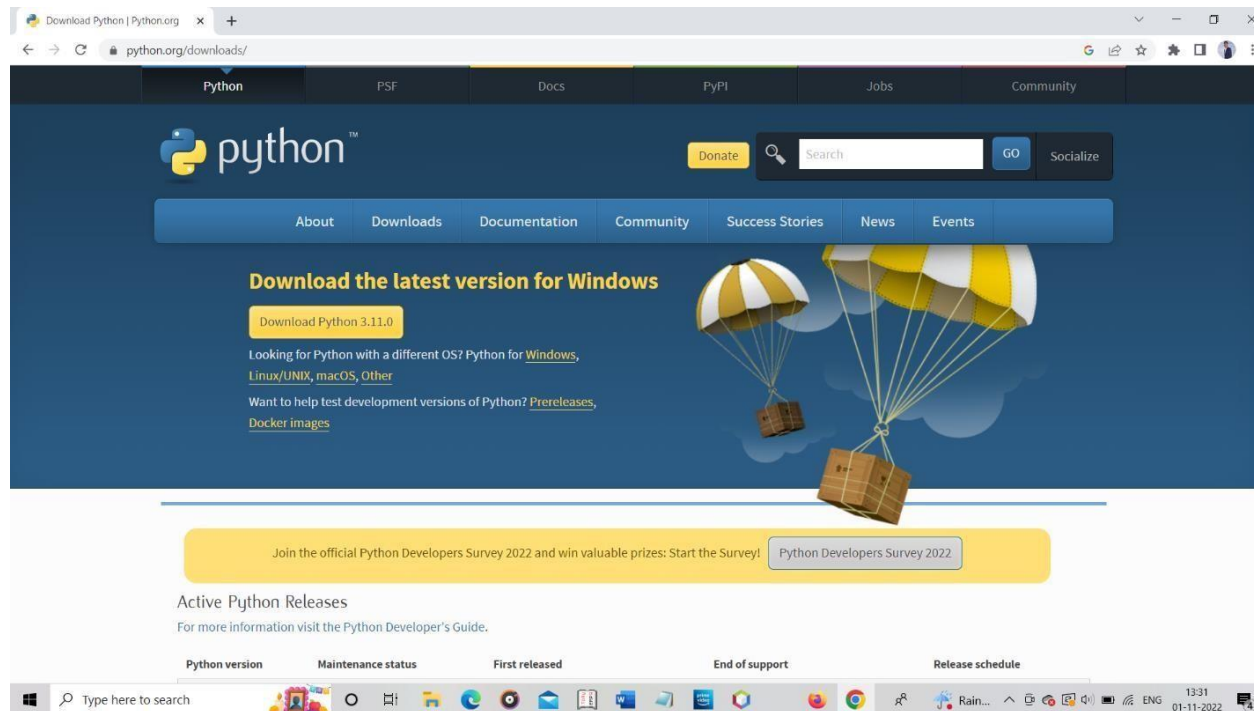 Download Python | Python.org
python.org/downloads/
Python PSF Docs PyPI Jobs Community
python™
Donate Search GO Socialize
About Downloads Documentation Community Success Stories News Events
Download the latest version for Windows
Download Python 3.11.0
Looking for Python with a different OS? Python for Windows,
Linux/UNIX, macOS, Other
Want to help test development versions of Python? Prereleases,
Docker images
Join the official Python Developers Survey 2022 and win valuable prizes: Start the Survey! Python Developers Survey 2022
Active Python Releases
For more information visit the Python Developer's Guide.
Python version Maintenance status First released End of support Release schedule
Type here to search Rain... ENG 13:31
01-11-2022